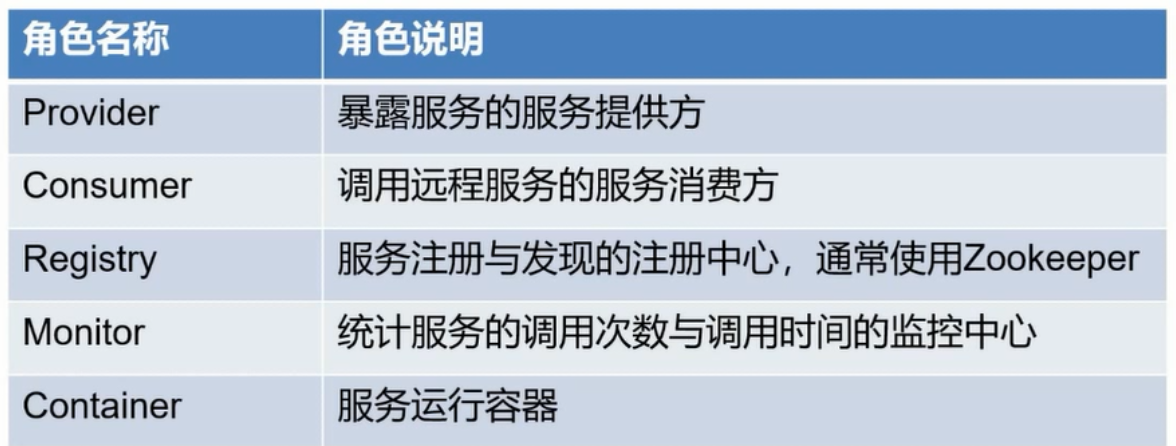 角色名称 角色说明
Provider 暴露服务的服务提供方
Consumer 调用远程服务的服务消费方
Registry 服务注册与发现的注册中心，通常使用Zookeeper
Monitor 统计服务的调用次数与调用时间的监控中心
Container 服务运行容器